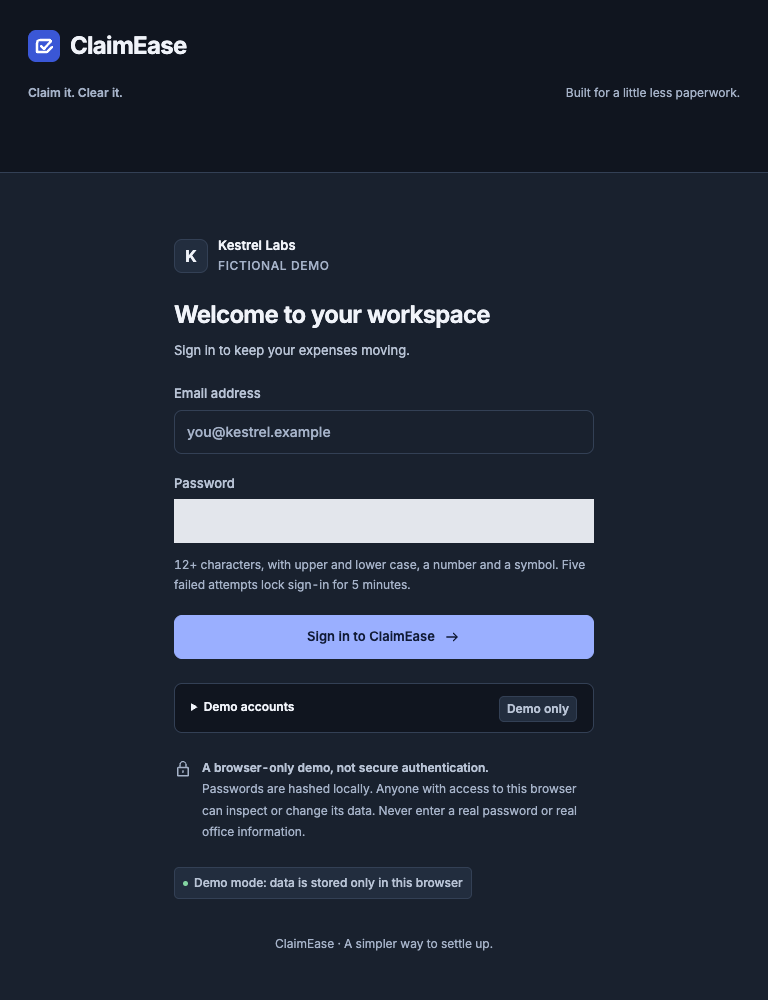 ClaimEase
Claim it. Clear it.
Built for a little less paperwork.
K
Kestrel Labs
FICTIONAL DEMO
Welcome to your workspace
Sign in to keep your expenses moving.
Email address
you@kestrel.example
Password
12+ characters, with upper and lower case, a number and a symbol. Five
failed attempts lock sign-in for 5 minutes.
Sign in to ClaimEase →
Demo accounts
Demo only
A browser-only demo, not secure authentication.
Passwords are hashed locally. Anyone with access to this browser
can inspect or change its data. Never enter a real password or real
office information.
Demo mode: data is stored only in this browser
ClaimEase · A simpler way to settle up.